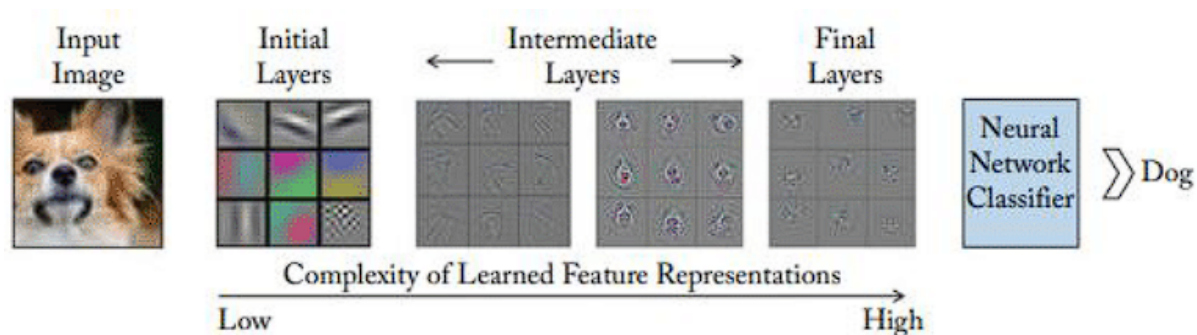 Input
Image
Initial
Layers
Intermediate
Layers
Final
Layers
Neural
Network
Classifier
Dog
Complexity of Learned Feature Representations
Low
High